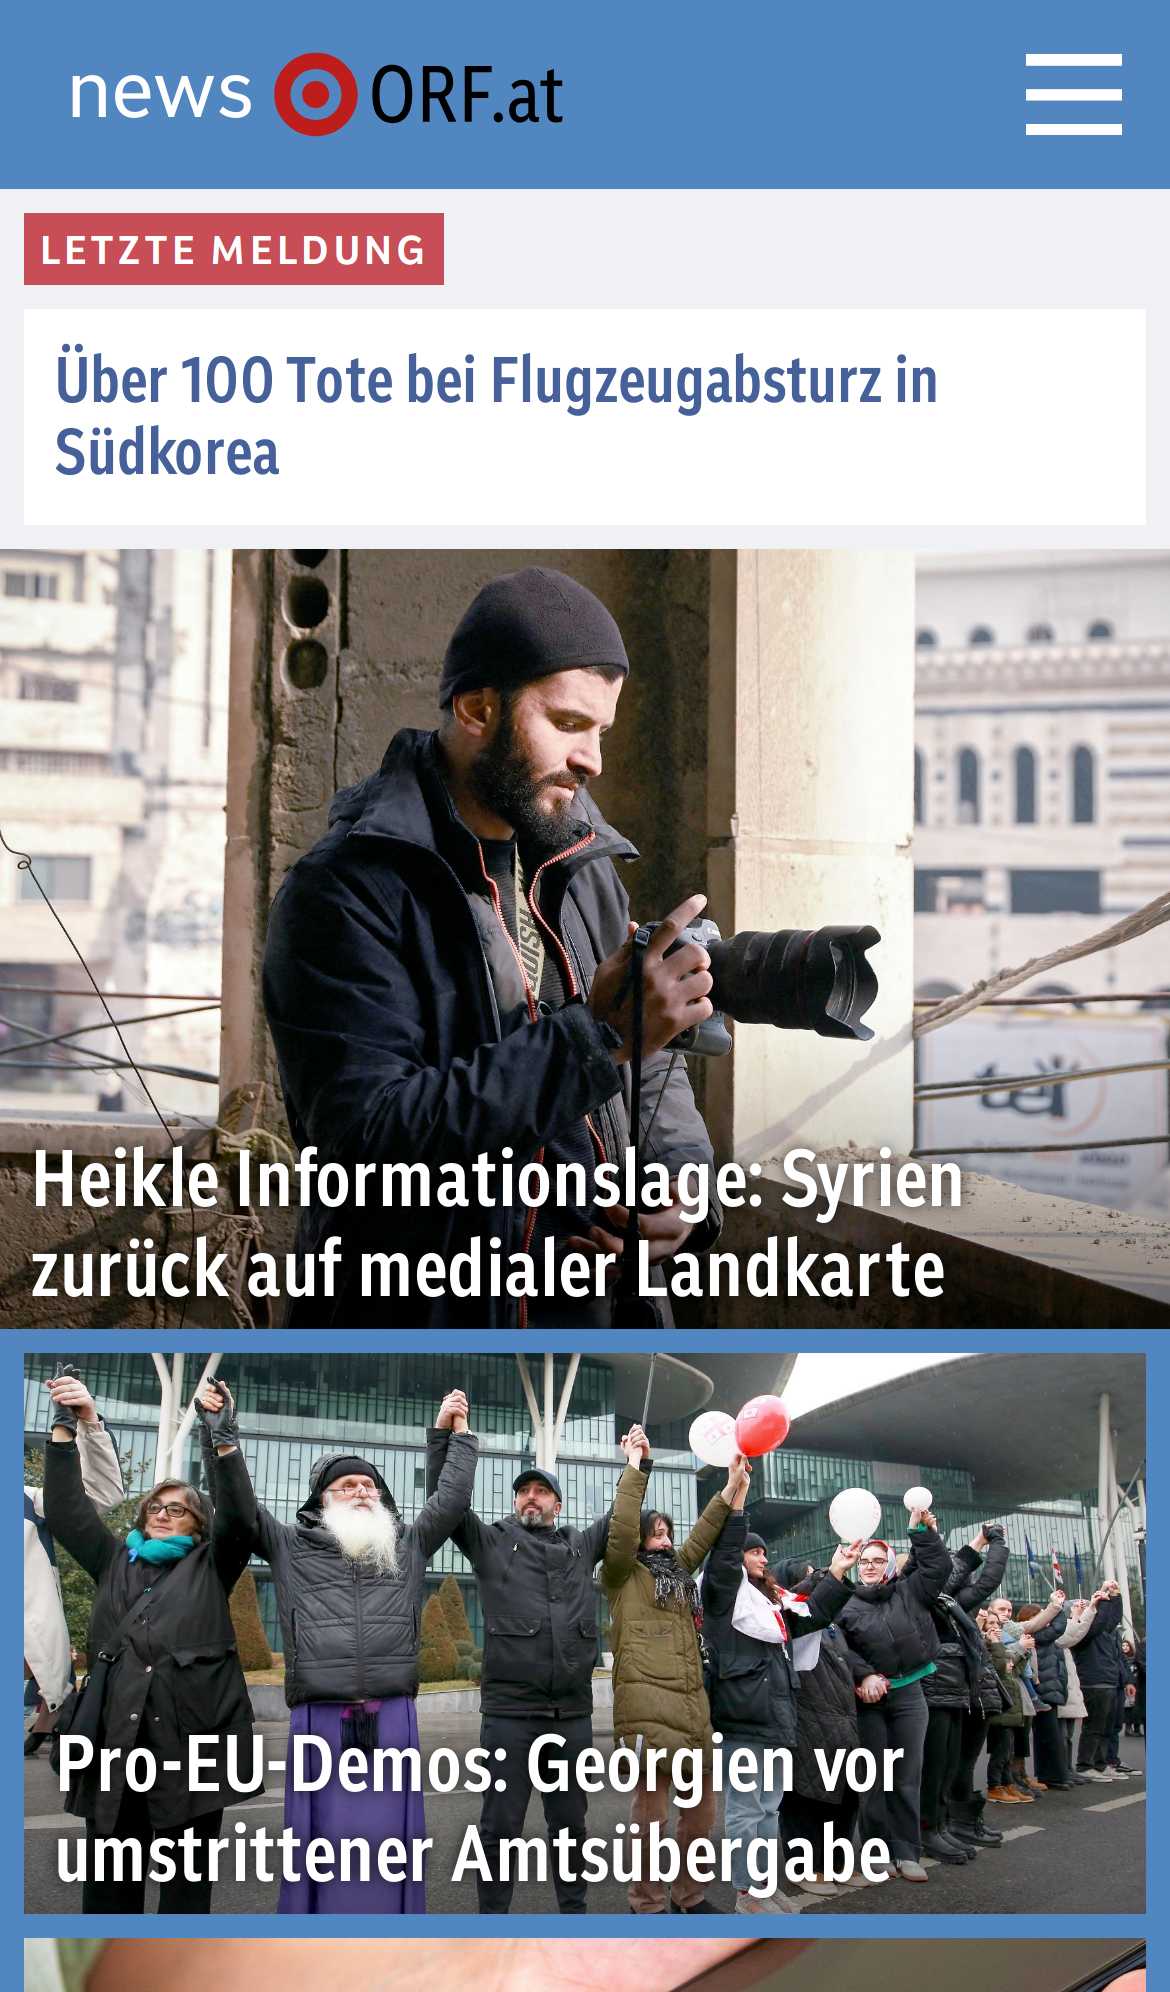 news ORF.at
LETZTE MELDUNG
Über 100 Tote bei Flugzeugabsturz in
Südkorea
Heikle Informationslage: Syrien
zurück auf medialer Landkarte
Pro-EU-Demos: Georgien vor
umstrittener Amtsübergabe